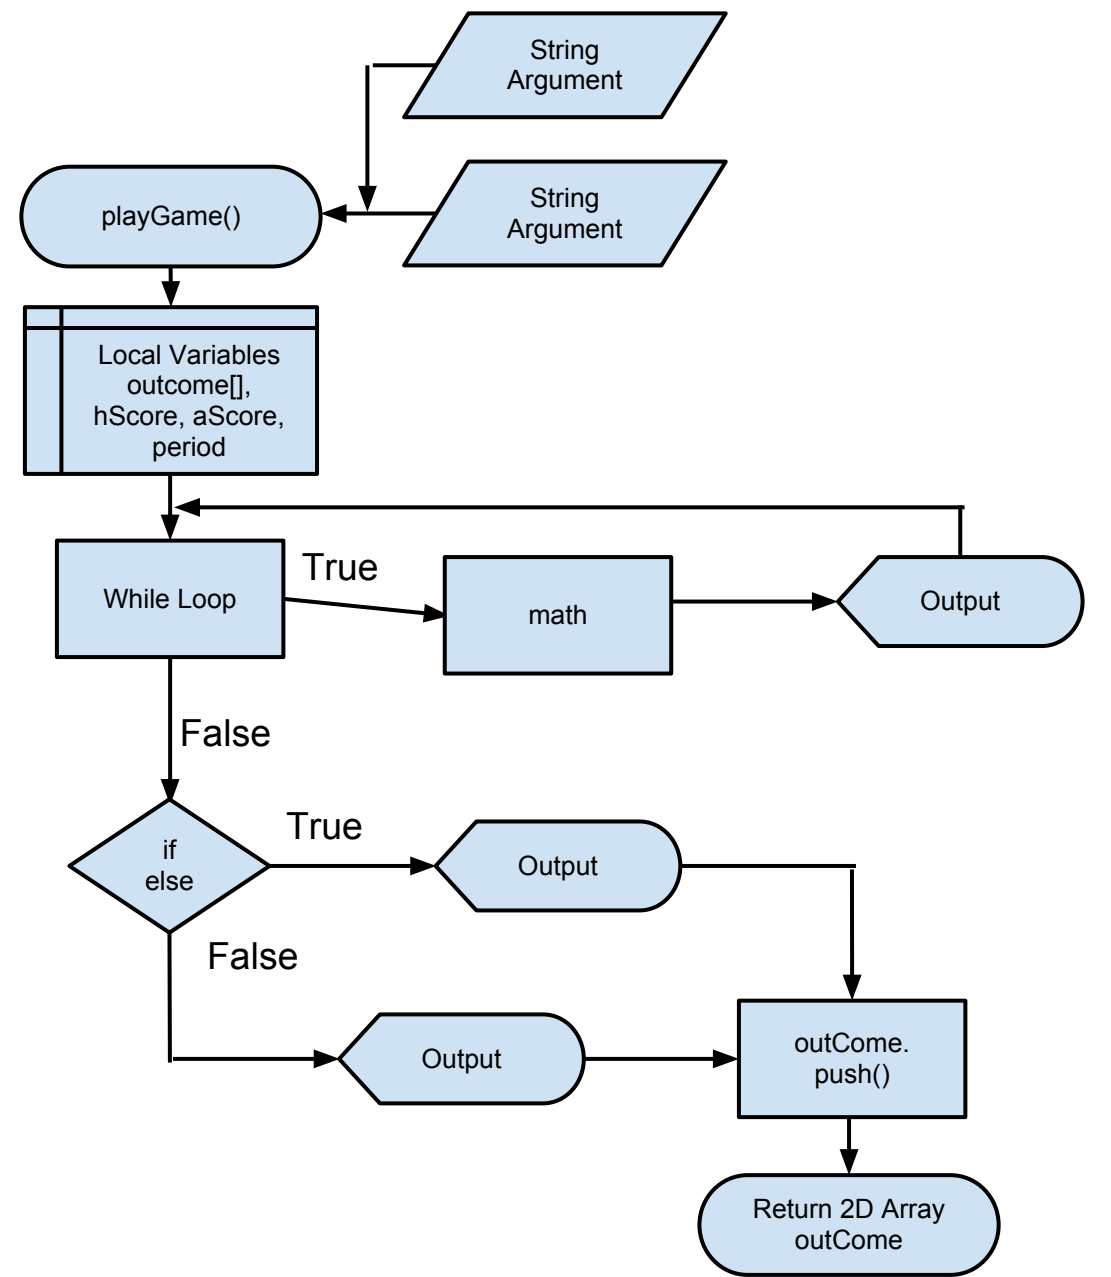 String
Argument
String
Argument
playGame()
Local Variables
outcome[],
hScore, aScore,
period
While Loop
True
math
Output
False
if
else
True
Output
False
Output
outCome.
push()
Return 2D Array
outCome